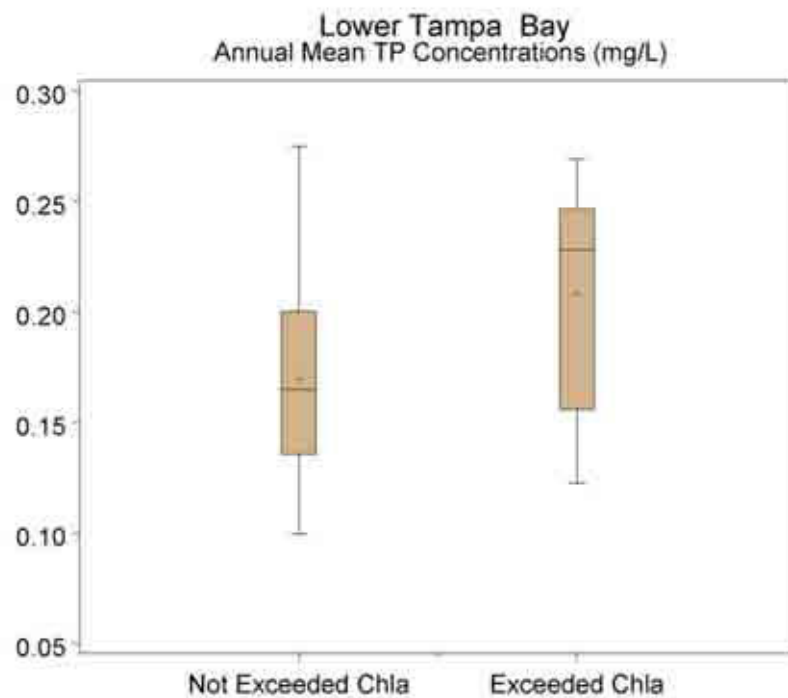 Lower Tampa Bay
Annual Mean TP Concentrations (mg/L)
0.30
0.25
0.20
0.15
0.10
0.05
Not Exceeded Chla Exceeded Chla